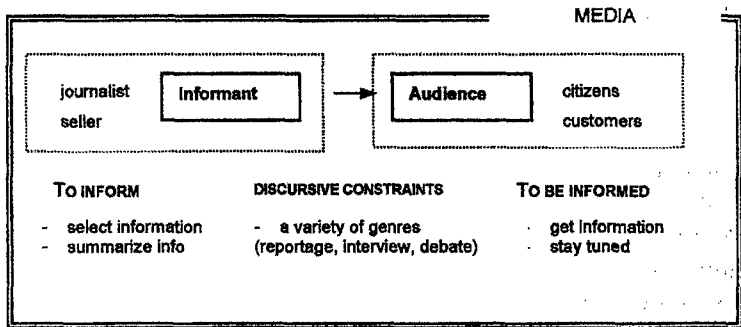 MEDIA
journalist Informant Audience citizens
seller customers
TO INFORM DISCURSIVE CONSTRAINTS TO BE INFORMED
- select information - a variety of genres · get Information
- summarize info (reportage, interview, debate) · stay tuned